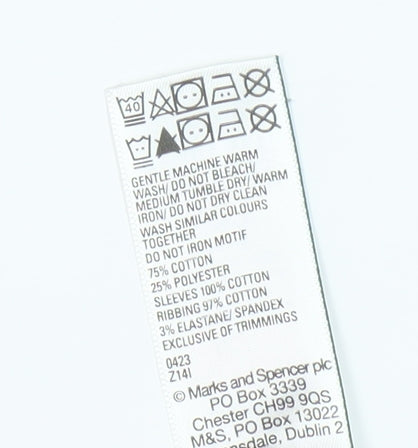 40
GENTLE MACHINE WARM
WASH/ DO NOT BLEACH/
MEDIUM TUMBLE DRY/ WARM
IRON/ DO NOT DRY CLEAN
WASH SIMILAR COLOURS
TOGETHER
DO NOT IRON MOTIF
75% COTTON
25% POLYESTER
SLEEVES 100% COTTON
RIBBING 97% COTTON
3% ELASTANE/ SPANDEX
EXCLUSIVE OF TRIMMINGS
0423
Z14I
© Marks and Spencer plc
PO Box 3339
Chester CH99 9QS
M&S, PO Box 13022
Dublin 2